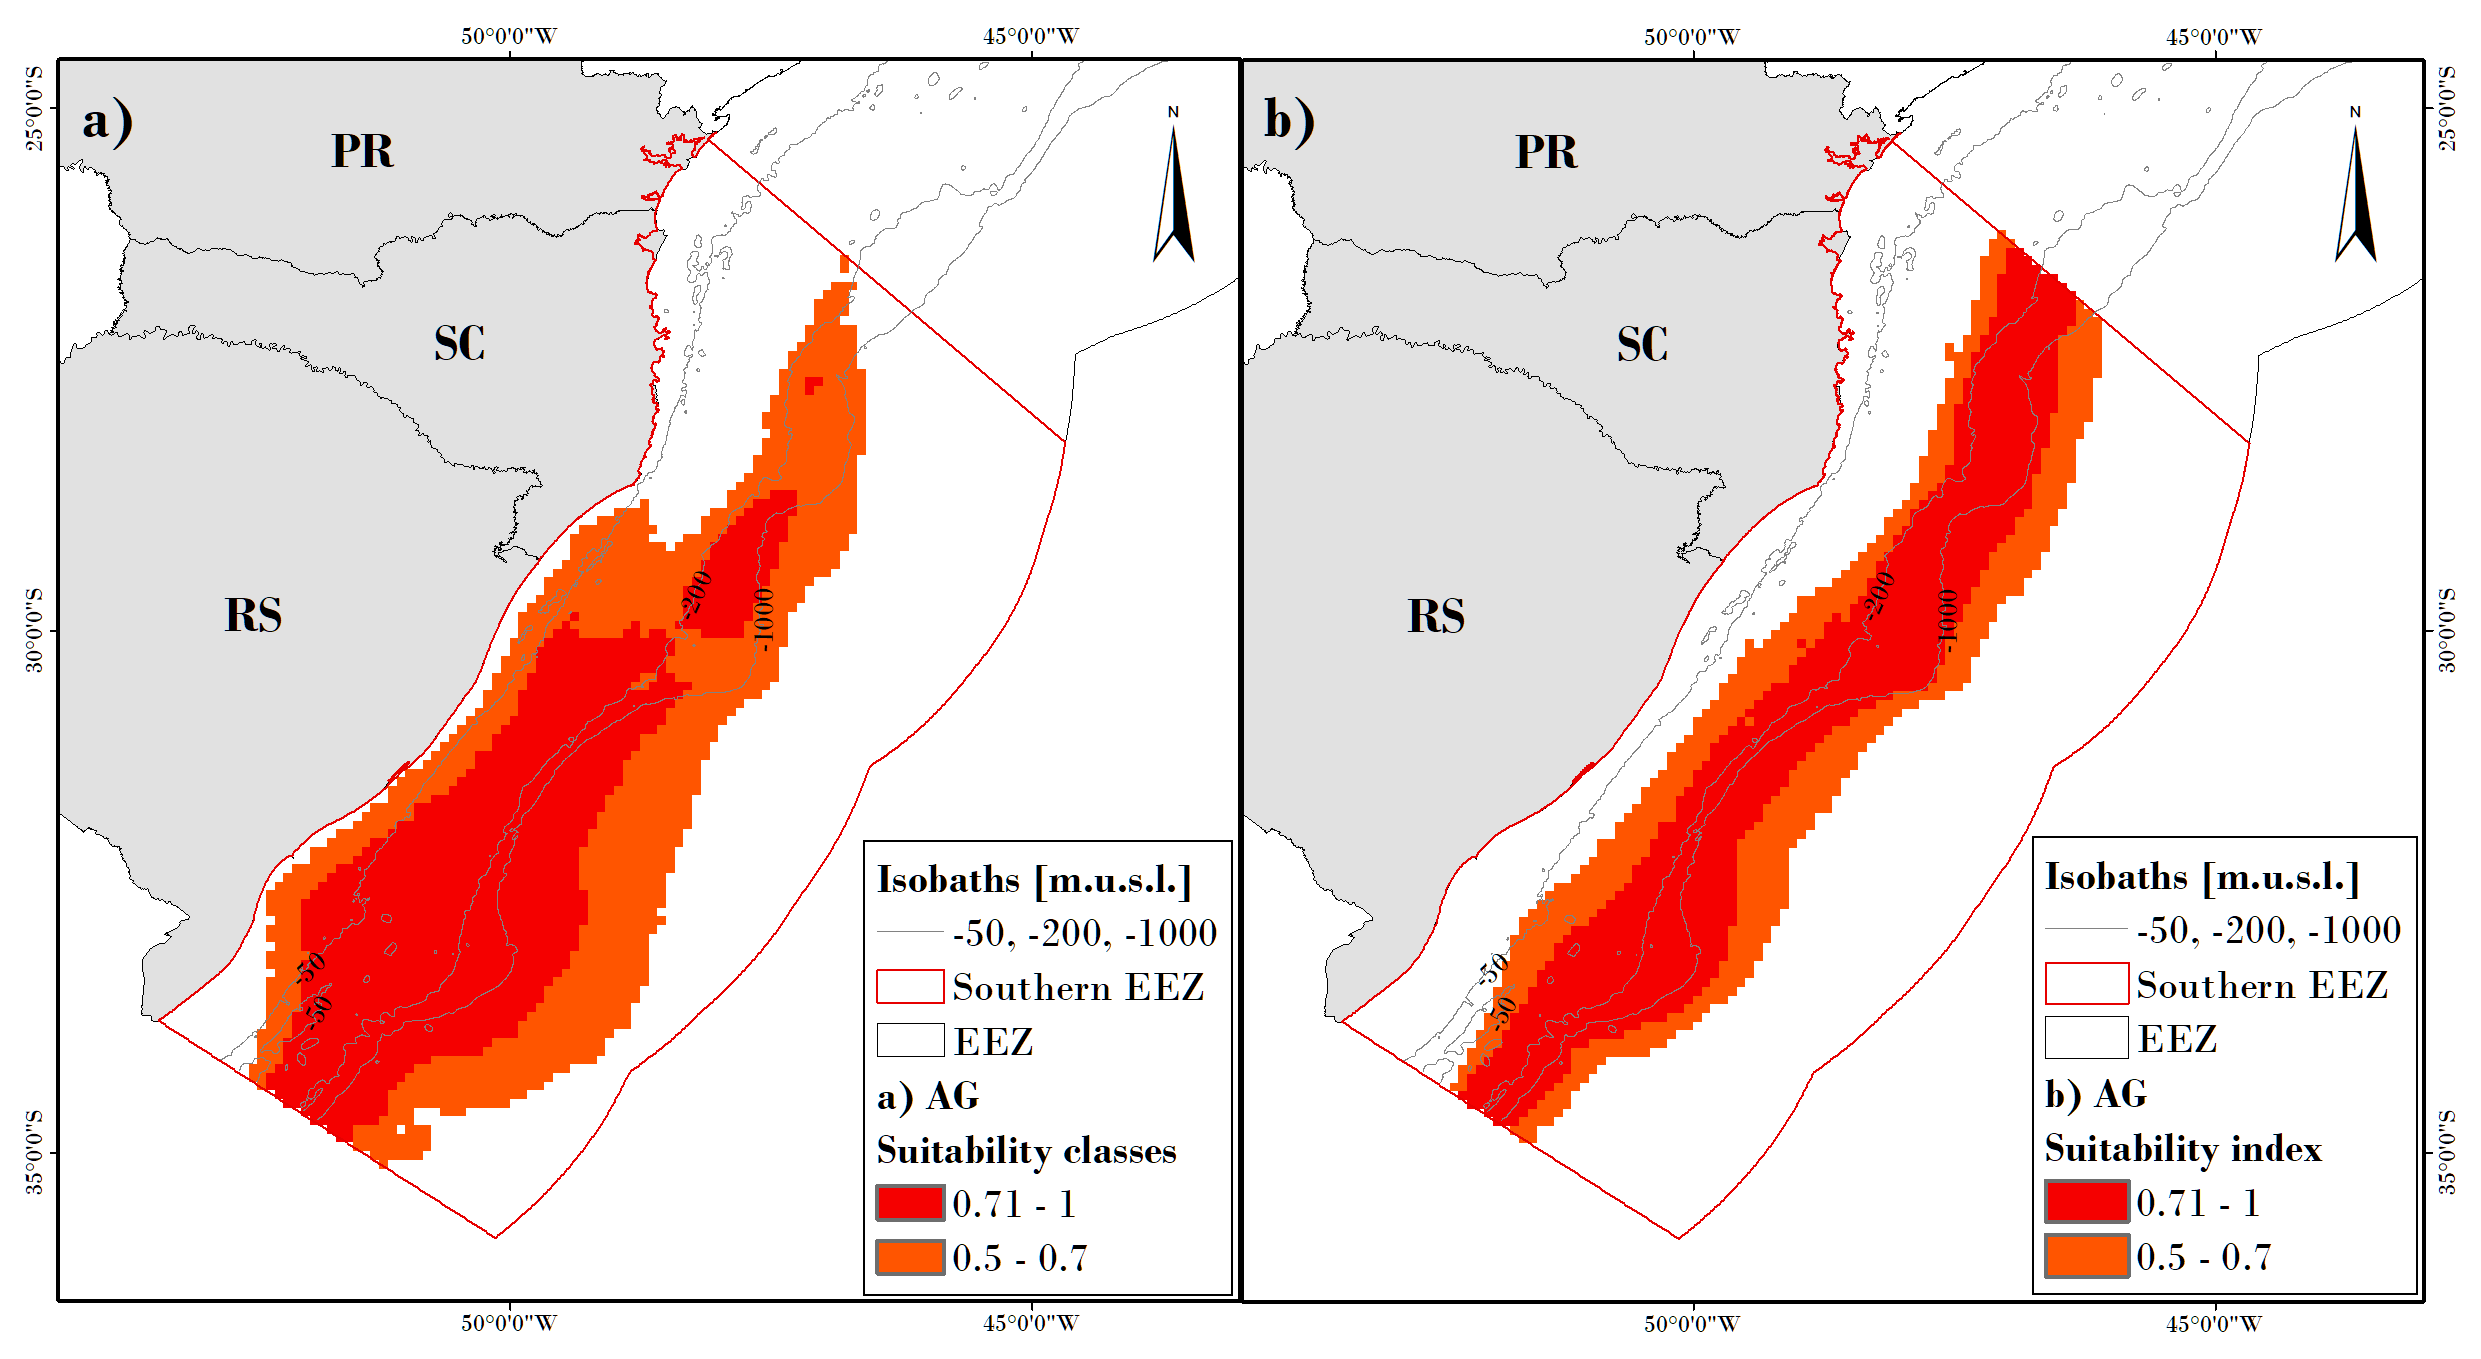 50°0'0"W 45°0'0"W 50°0'0"W 45°0'0"W
25°0'0"S
30°0'0"S
35°0'0"S
a)
N
PR
SC
RS
-200
-1000
-50
-50
Isobaths [m.u.s.l.]
-50, -200, -1000
Southern EEZ
EEZ
a) AG
Suitability classes
0.71 - 1
0.5 - 0.7
b)
N
PR
SC
RS
-200
-1000
-50
-50
Isobaths [m.u.s.l.]
-50, -200, -1000
Southern EEZ
EEZ
b) AG
Suitability index
0.71 - 1
0.5 - 0.7
25°0'0"S
30°0'0"S
35°0'0"S
50°0'0"W 45°0'0"W 50°0'0"W 45°0'0"W